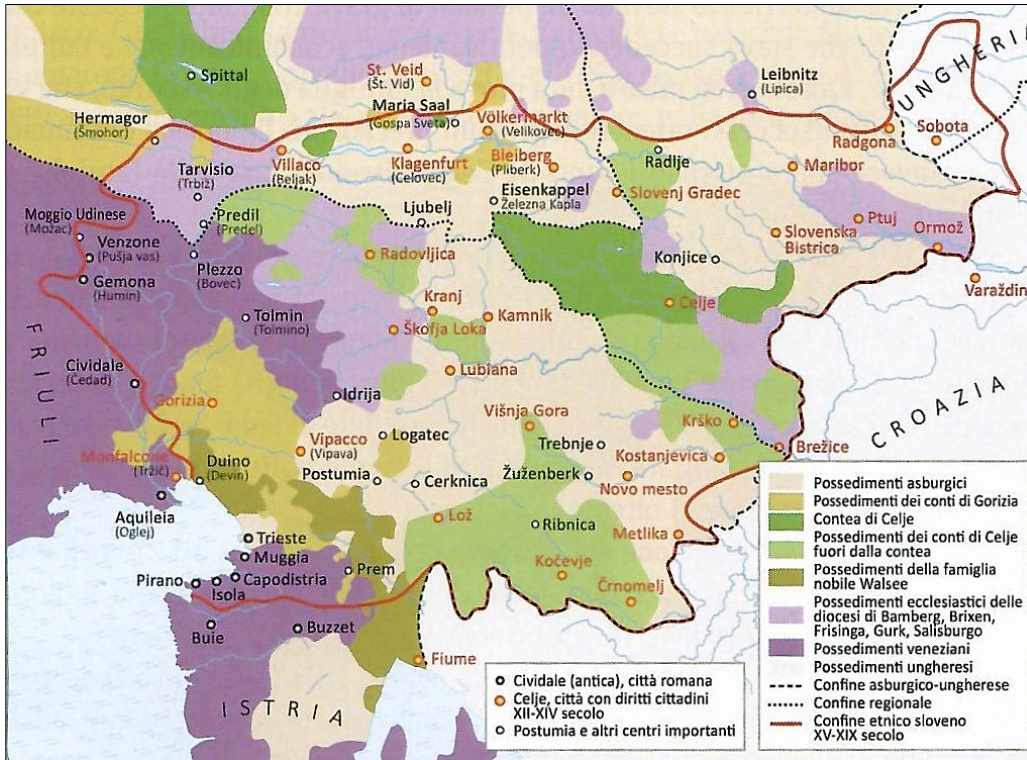 Spittal
St. Veid
(Št. Vid)
Leibnitz
(Lipica)
UNGHERIA
Hermagor
(Šmohor)
Maria Saal
(Gospa Sveta)
Völkermarkt
(Velikovec)
Radgona
Sobota
Tarvisio
(Trbiž)
Villaco
(Beljak)
Klagenfurt
(Celovec)
Bleiberg
(Pliberk)
Radlje
Maribor
Eisenkappel
Železna Kapla
Slovenj Gradec
Moggio Udinese
(Možac)
Predil
(Predel)
Ljubelj
Ptuj
Ormož
Venzone
(Pušja vas)
Slovenska
Bistrica
Plezzo
(Bovec)
Radovljica
Konjice
Gemona
(Humin)
Varaždin
Kranj
Celje
Tolmin
(Tolmino)
Škofja Loka
Kamnik
FRIULI
Cividale
(Čedad)
Lubiana
Idrija
CROAZIA
Gorizia
Višnja Gora
Krško
Logatec
Vipacco
(Vipava)
Trebnje
Brežice
Monfalcone
(Tržič)
Duino
(Devin)
Kostanjevica
Postumia
Cerknica
Žužemberk
Novo mesto
Aquileia
(Oglej)
Lož
Ribnica
Metlika
Trieste
Muggia
Prem
Kočevje
Pirano
Capodistria
Isola
Črnomelj
Buie
Buzzet
Fiume
ISTRIA
Cividale (antica), città romana
Celje, città con diritti cittadini
XII-XIV secolo
Postumia e altri centri importanti
Possedimenti asburgici
Possedimenti dei conti di Gorizia
Contea di Celje
Possedimenti dei conti di Celje
fuori dalla contea
Possedimenti della famiglia
nobile Walsee
Possedimenti ecclesiastici delle
diocesi di Bamberg, Brixen,
Frisinga, Gurk, Salisburgo
Possedimenti veneziani
Possedimenti ungheresi
Confine asburgico-ungherese
Confine regionale
Confine etnico sloveno
XV-XIX secolo